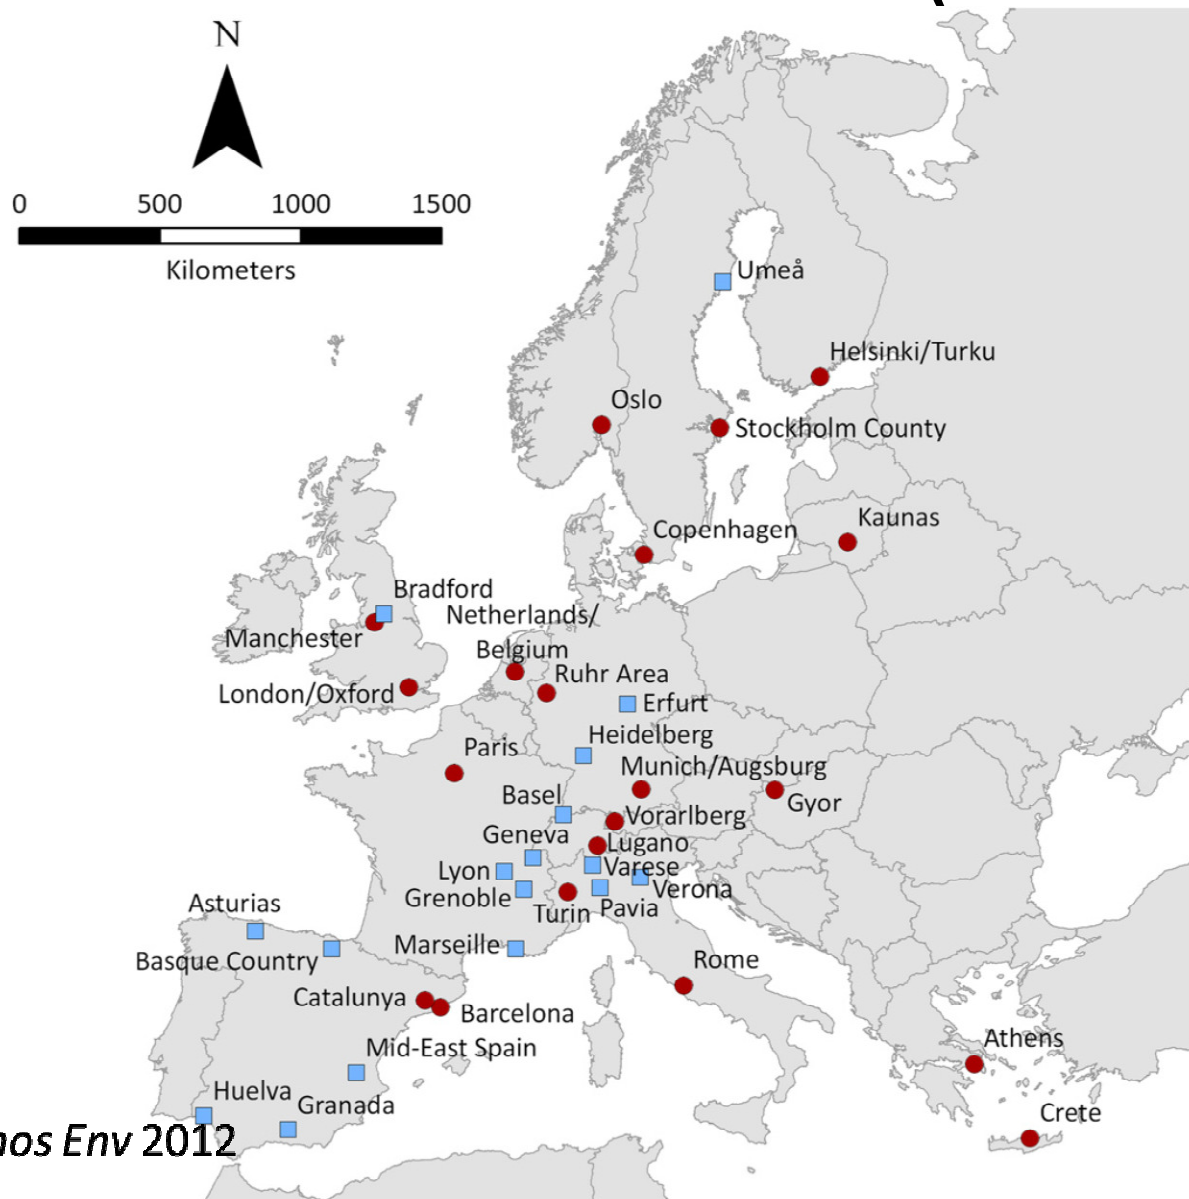 N
0 500 1000 1500
Kilometers
Umeå
Helsinki/Turku
Oslo
Stockholm County
Copenhagen
Kaunas
Bradford
Netherlands/
Belgium
Manchester
Ruhr Area
London/Oxford
Erfurt
Heidelberg
Paris
Munich/Augsburg
Basel
Gyor
Vorarlberg
Geneva
Lugano
Lyon
Varese
Grenoble
Verona
Asturias
Turin
Pavia
Marseille
Basque Country
Rome
Catalunya
Barcelona
Athens
Mid-East Spain
Huelva
Granada
Crete
Env 2012